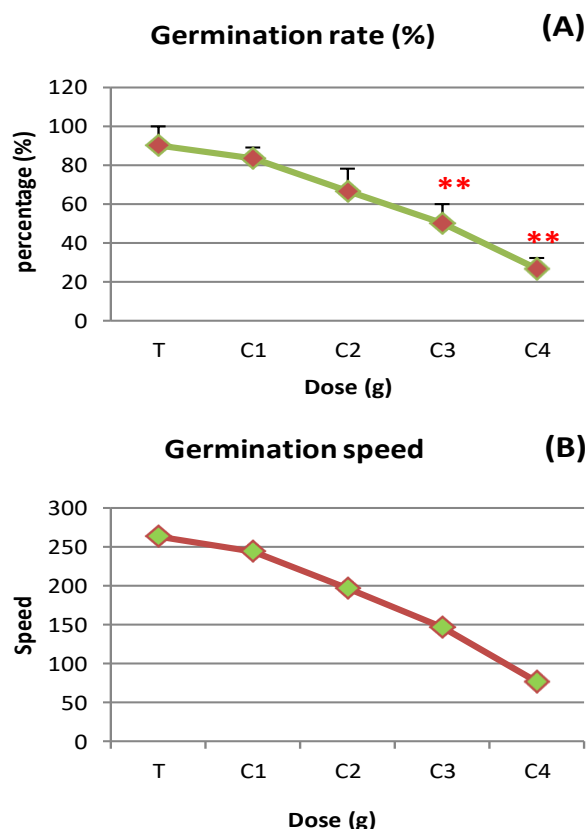 Germination rate (%) (A)
120
100
80
60
40
20
0
percentage (%)
**
**
T C1 C2 C3 C4
Dose (g)
Germination speed (B)
300
250
200
150
100
50
0
Speed
T C1 C2 C3 C4
Dose (g)